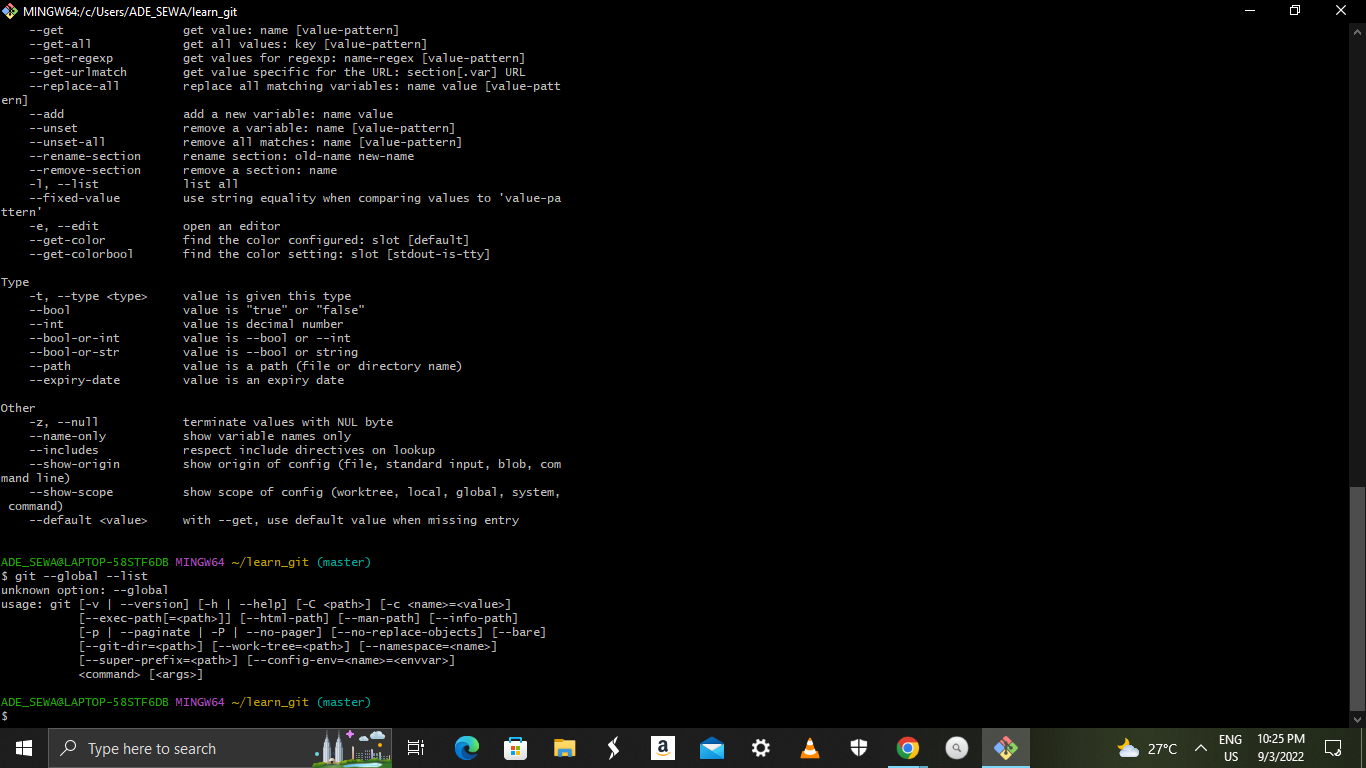 MINGW64:/c/Users/ADE_SEWA/learn_git
    --get                 get value: name [value-pattern]
    --get-all             get all values: key [value-pattern]
    --get-regexp          get values for regexp: name-regex [value-pattern]
    --get-urlmatch        get value specific for the URL: section[.var] URL
    --replace-all         replace all matching variables: name value [value-patt
ern]
    --add                 add a new variable: name value
    --unset               remove a variable: name [value-pattern]
    --unset-all           remove all matches: name [value-pattern]
    --rename-section      rename section: old-name new-name
    --remove-section      remove a section: name
    -l, --list            list all
    --fixed-value         use string equality when comparing values to 'value-pa
ttern'
    -e, --edit            open an editor
    --get-color           find the color configured: slot [default]
    --get-colorbool       find the color setting: slot [stdout-is-tty]

Type
    -t, --type <type>     value is given this type
    --bool                value is "true" or "false"
    --int                 value is decimal number
    --bool-or-int         value is --bool or --int
    --bool-or-str         value is --bool or string
    --path                value is a path (file or directory name)
    --expiry-date         value is an expiry date

Other
    -z, --null            terminate values with NUL byte
    --name-only           show variable names only
    --includes            respect include directives on lookup
    --show-origin         show origin of config (file, standard input, blob, com
mand line)
    --show-scope          show scope of config (worktree, local, global, system,
 command)
    --default <value>     with --get, use default value when missing entry

ADE_SEWA@LAPTOP-58STF6DB MINGW64 ~/learn_git (master)
$ git --global --list
unknown option: --global
usage: git [-v | --version] [-h | --help] [-C <path>] [-c <name>=<value>]
           [--exec-path[=<path>]] [--html-path] [--man-path] [--info-path]
           [-p | --paginate | -P | --no-pager] [--no-replace-objects] [--bare]
           [--git-dir=<path>] [--work-tree=<path>] [--namespace=<name>]
           [--super-prefix=<path>] [--config-env=<name>=<envvar>]
           <command> [<args>]

ADE_SEWA@LAPTOP-58STF6DB MINGW64 ~/learn_git (master)
$
Type here to search
a
27°C
ENG
US
10:25 PM
9/3/2022